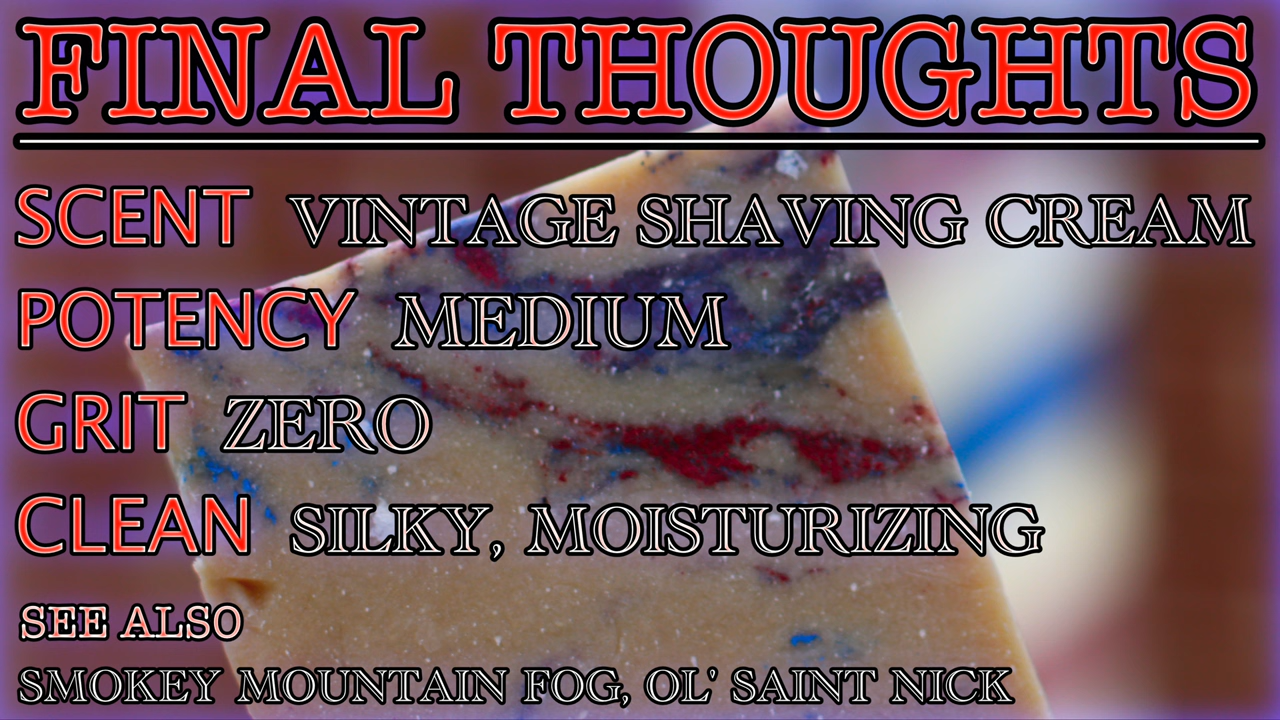 FINAL THOUGHTS
SCENT VINTAGE SHAVING CREAM
POTENCY MEDIUM
GRIT ZERO
CLEAN SILKY, MOISTURIZING
SEE ALSO
SMOKEY MOUNTAIN FOG, OL' SAINT NICK